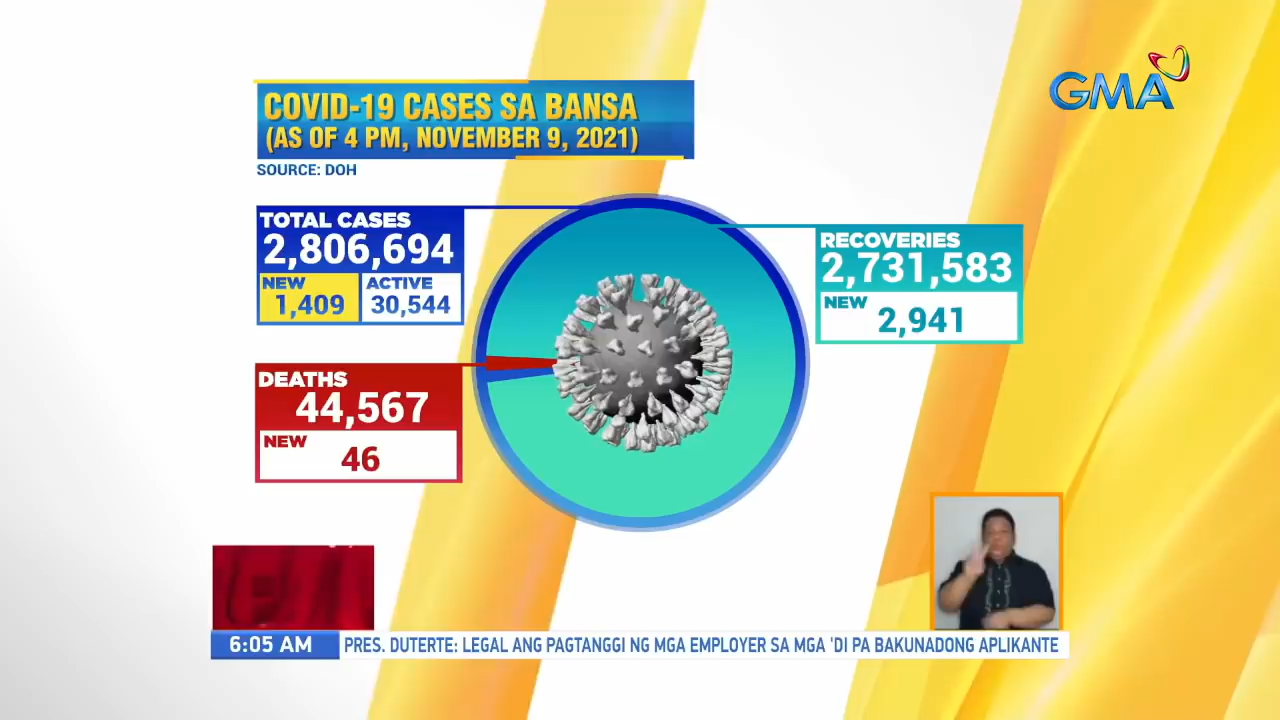 GMA
COVID-19 CASES SA BANSA
(AS OF 4 PM, NOVEMBER 9, 2021)
SOURCE: DOH
TOTAL CASES
2,806,694
NEW
1,409
ACTIVE
30,544
RECOVERIES
2,731,583
NEW
2,941
DEATHS
44,567
NEW
46
6:05 AM
PRES. DUTERTE: LEGAL ANG PAGTANGGI NG MGA EMPLOYER SA MGA 'DI PA BAKUNADONG APLIKANTE